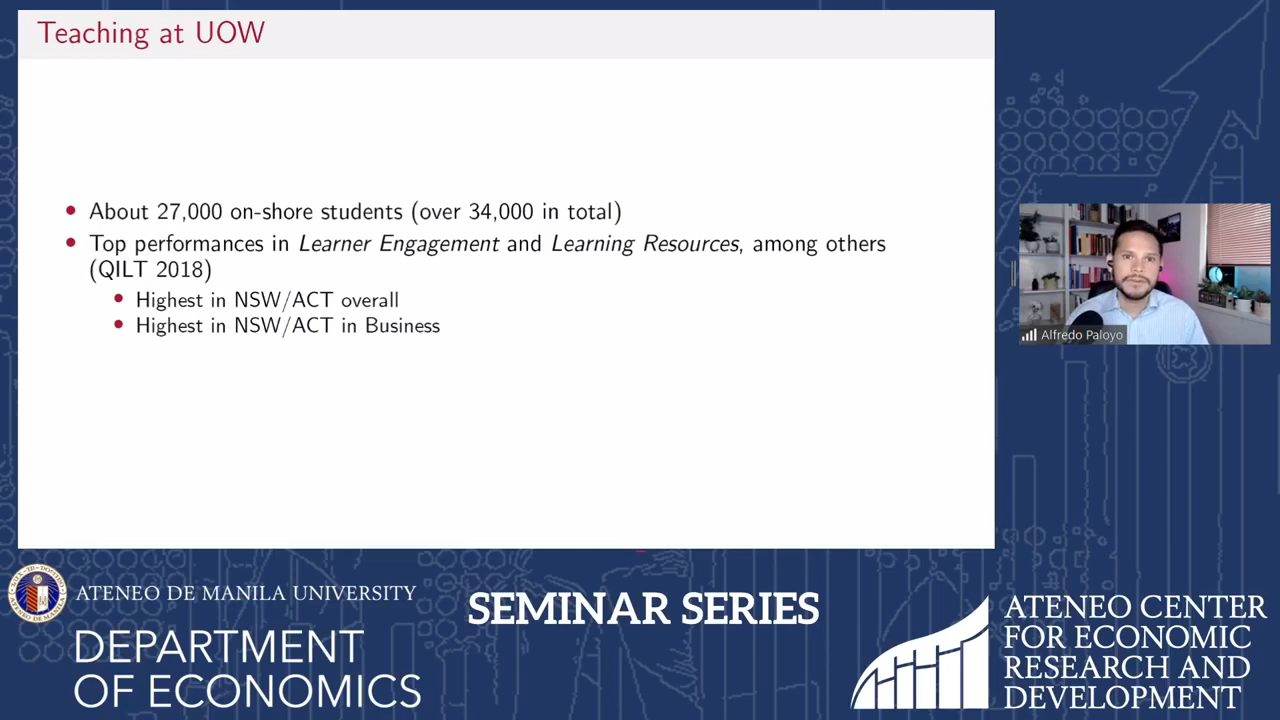 Teaching at UOW
• About 27,000 on-shore students (over 34,000 in total)
• Top performances in Learner Engagement and Learning Resources, among others
(QILT 2018)
• Highest in NSW/ACT overall
• Highest in NSW/ACT in Business
Alfredo Paloyo
ATENEO DE MANILA UNIVERSITY
DEPARTMENT
OF ECONOMICS
SEMINAR SERIES
ATENEO CENTER
FOR ECONOMIC
RESEARCH AND
DEVELOPMENT